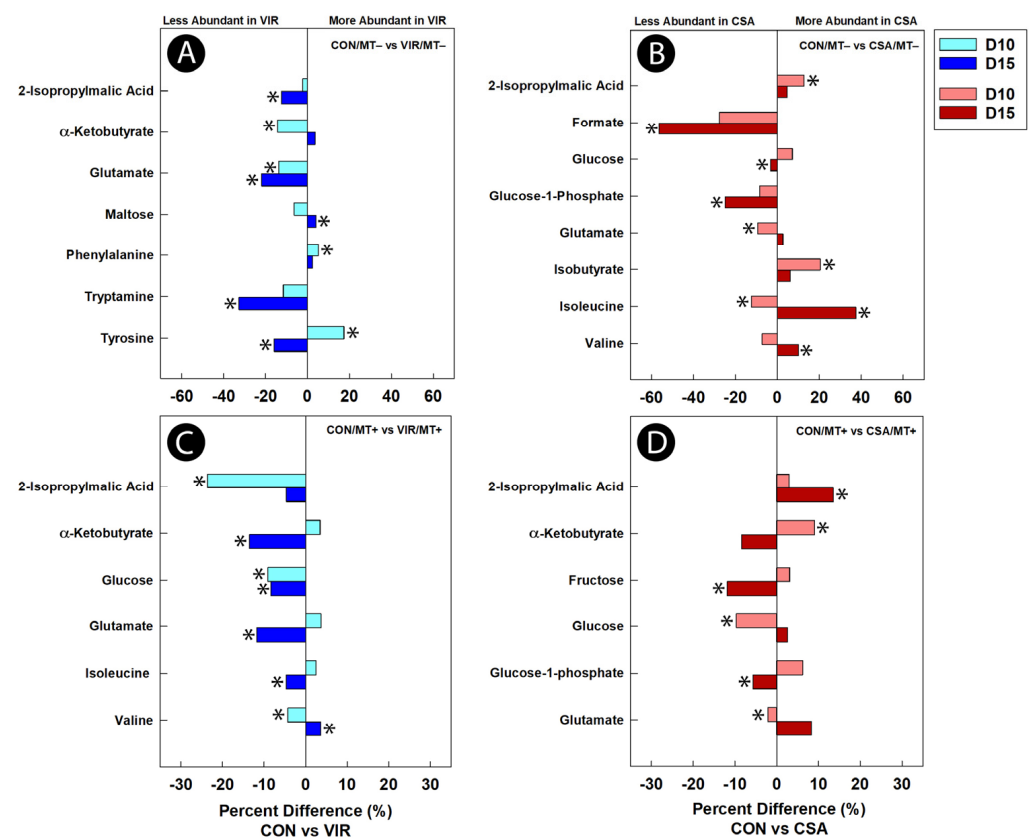 Less Abundant in VIR
More Abundant in VIR
A
CON/MT– vs VIR/MT–
2-Isopropylmalic Acid
*
α-Ketobutyrate
*
Glutamate
*
*
Maltose
*
Phenylalanine
*
Tryptamine
*
Tyrosine
*
*
-60 -40 -20 0 20 40 60
Less Abundant in CSA
More Abundant in CSA
B
CON/MT– vs CSA/MT–
2-Isopropylmalic Acid
*
Formate
*
Glucose
*
Glucose-1-Phosphate
*
Glutamate
*
Isobutyrate
*
Isoleucine
*
*
Valine
*
-60 -40 -20 0 20 40 60
D10
D15
D10
D15
C
CON/MT+ vs VIR/MT+
2-Isopropylmalic Acid
*
α-Ketobutyrate
*
Glucose
*
*
Glutamate
*
Isoleucine
*
Valine
*
*
-30 -20 -10 0 10 20 30
Percent Difference (%)
CON vs VIR
D
CON/MT+ vs CSA/MT+
2-Isopropylmalic Acid
*
α-Ketobutyrate
*
Fructose
*
Glucose
*
Glucose-1-phosphate
*
Glutamate
*
-30 -20 -10 0 10 20 30
Percent Difference (%)
CON vs CSA